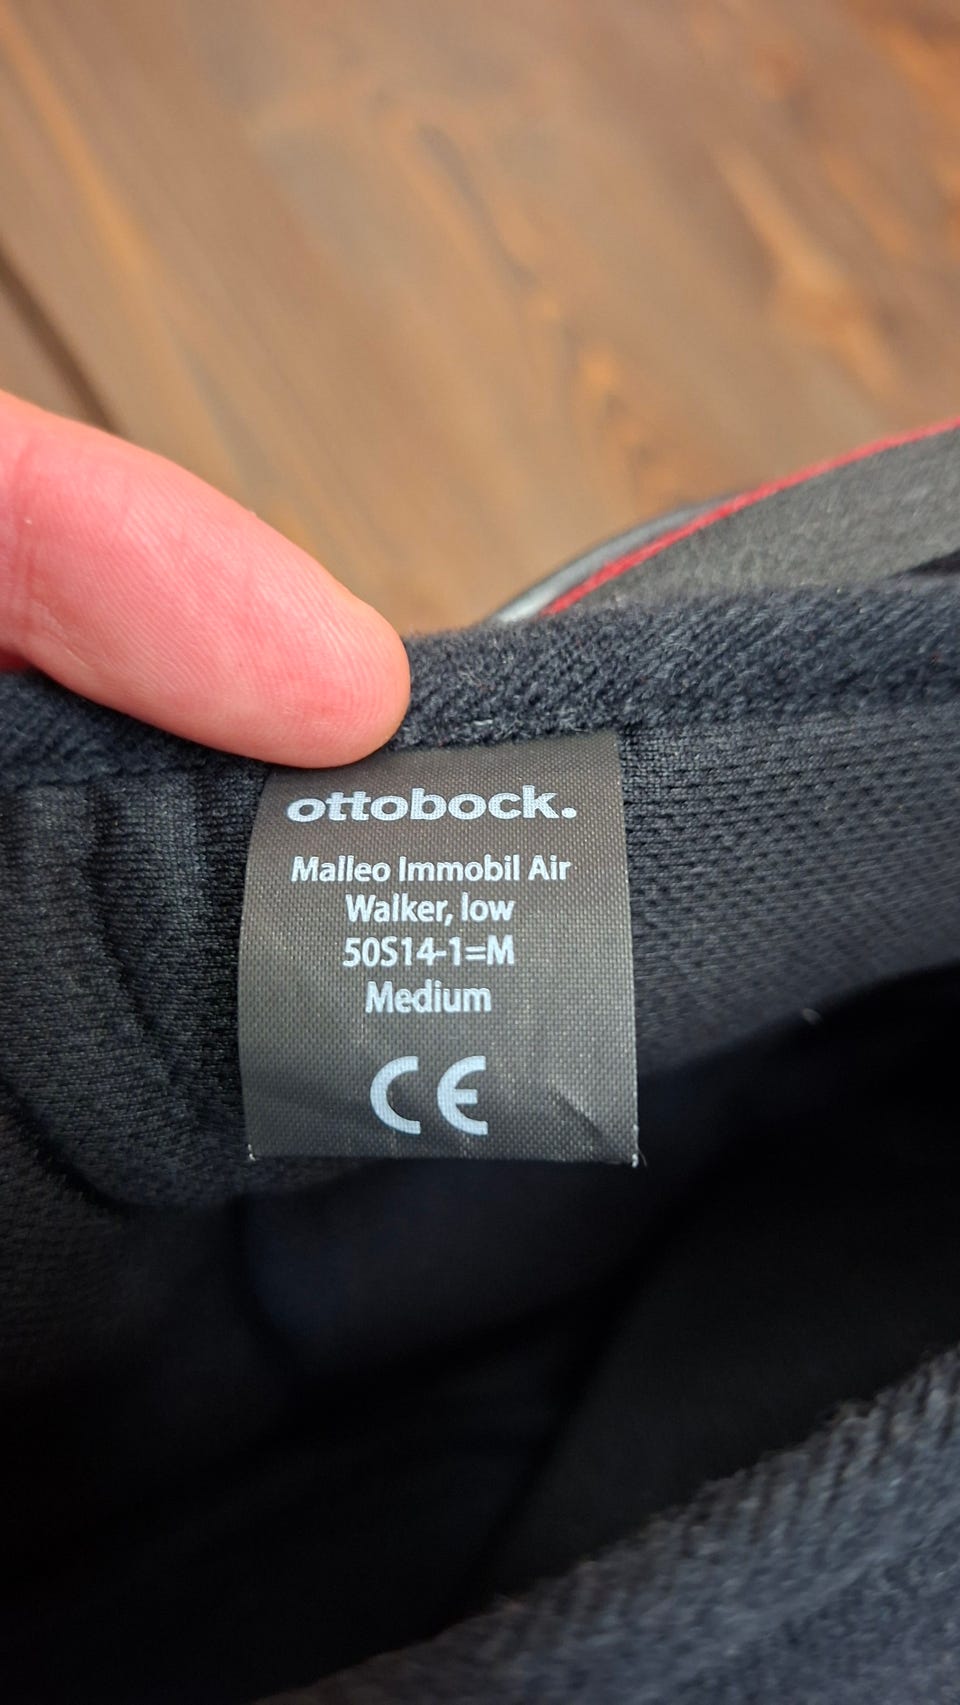 ottobock.
Malleo Immobil Air
Walker, low
50S14-1=M
Medium
CE